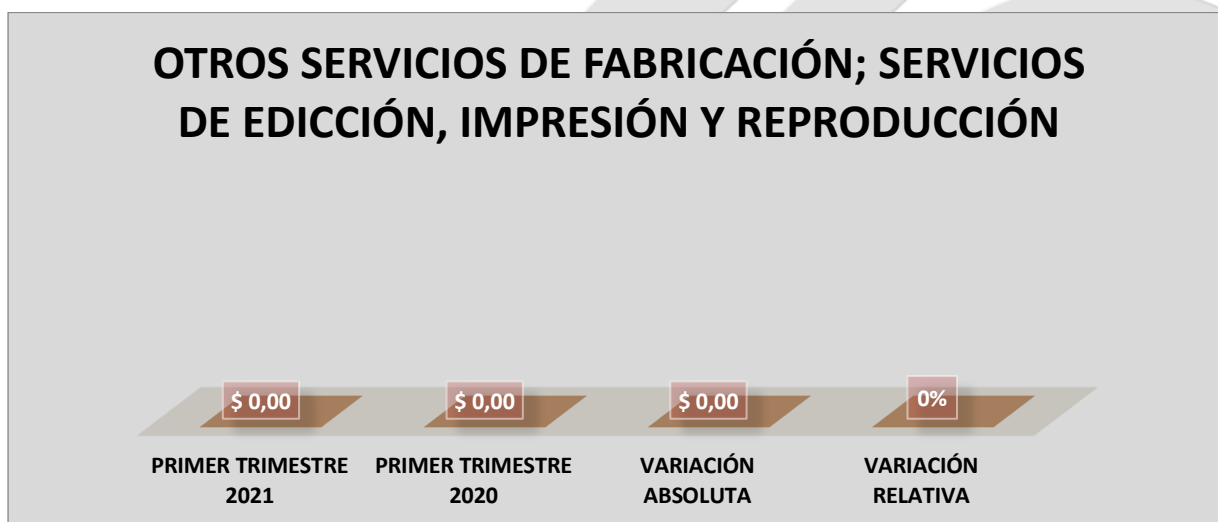 OTROS SERVICIOS DE FABRICACIÓN; SERVICIOS
DE EDICCIÓN, IMPRESIÓN Y REPRODUCCIÓN
$ 0,00 $ 0,00 $ 0,00 0%
PRIMER TRIMESTRE PRIMER TRIMESTRE VARIACIÓN VARIACIÓN
2021 2020 ABSOLUTA RELATIVA